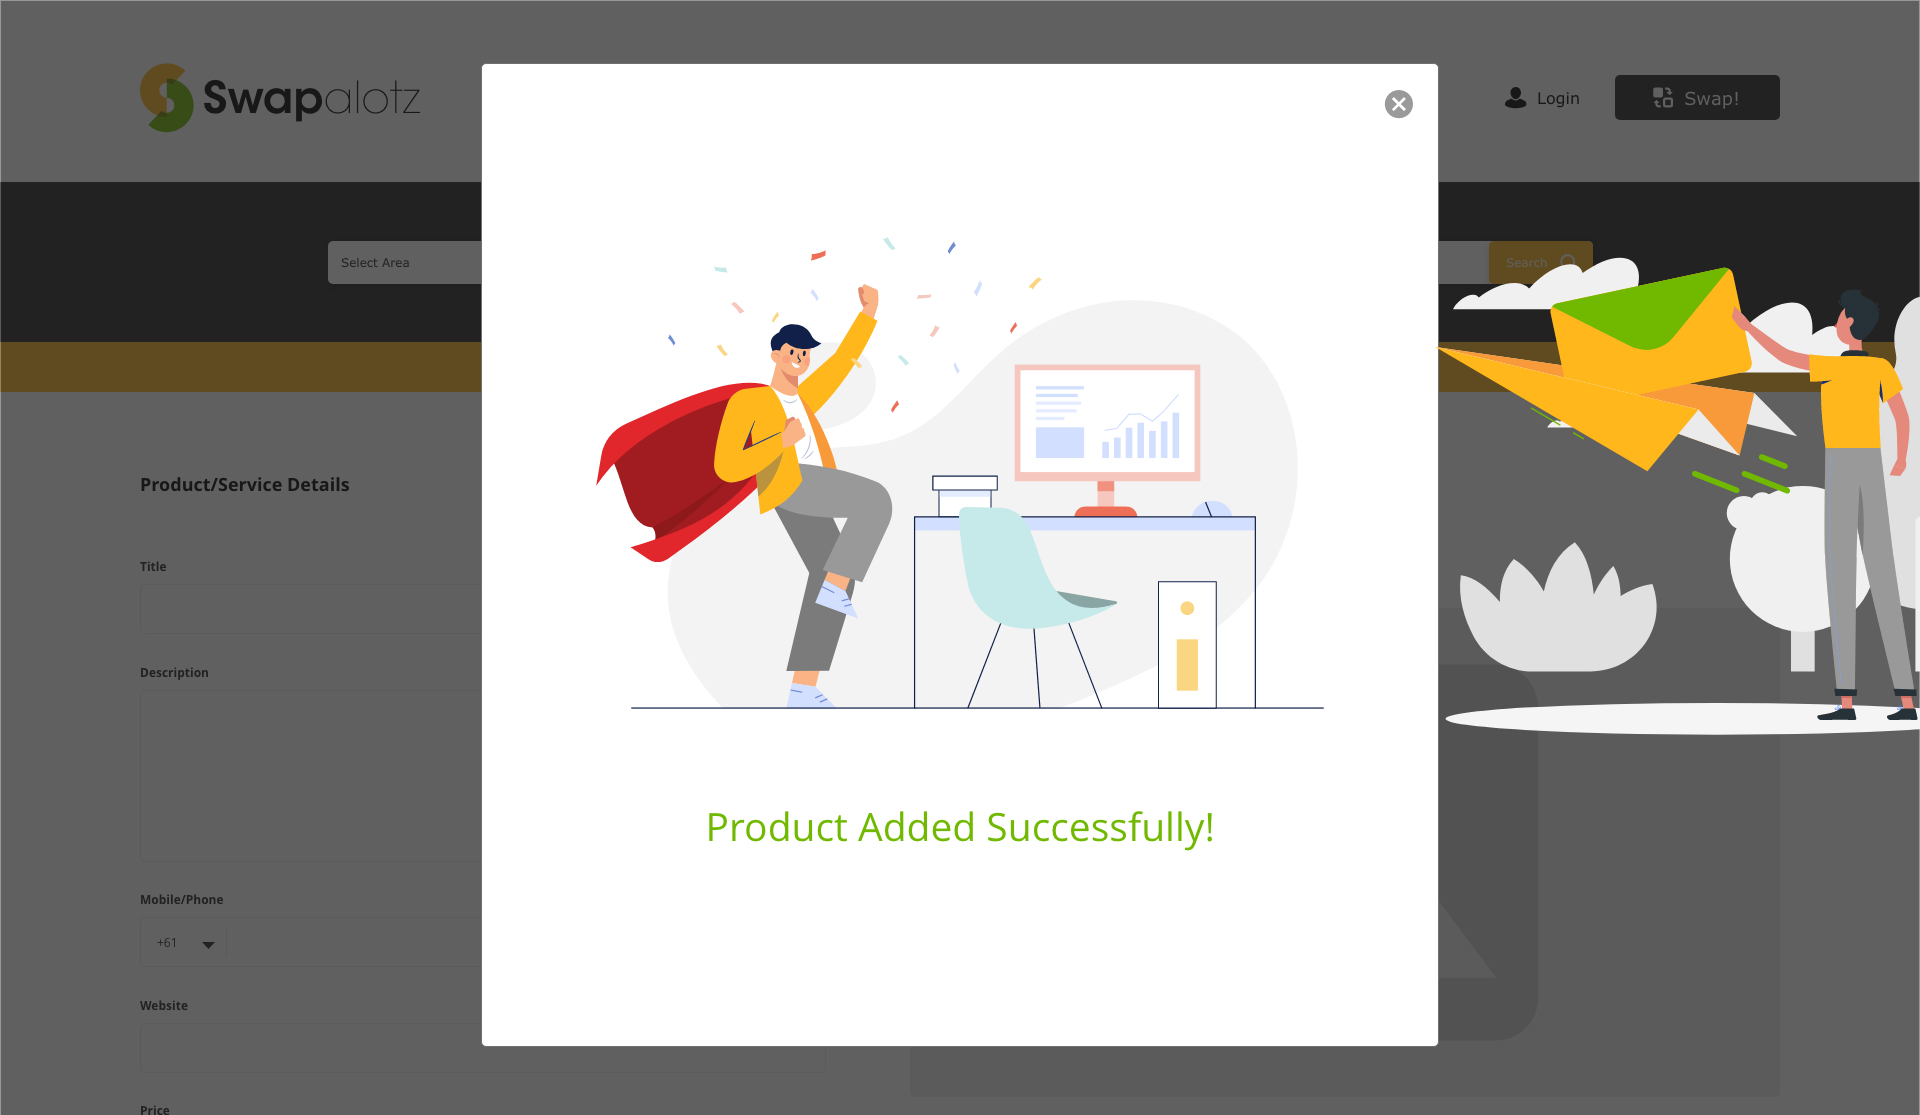 Swapalotz
Login
Swap!
Select Area
Search
Product/Service Details
Title
Description
Mobile/Phone
+61
Website
Price
Product Added Successfully!